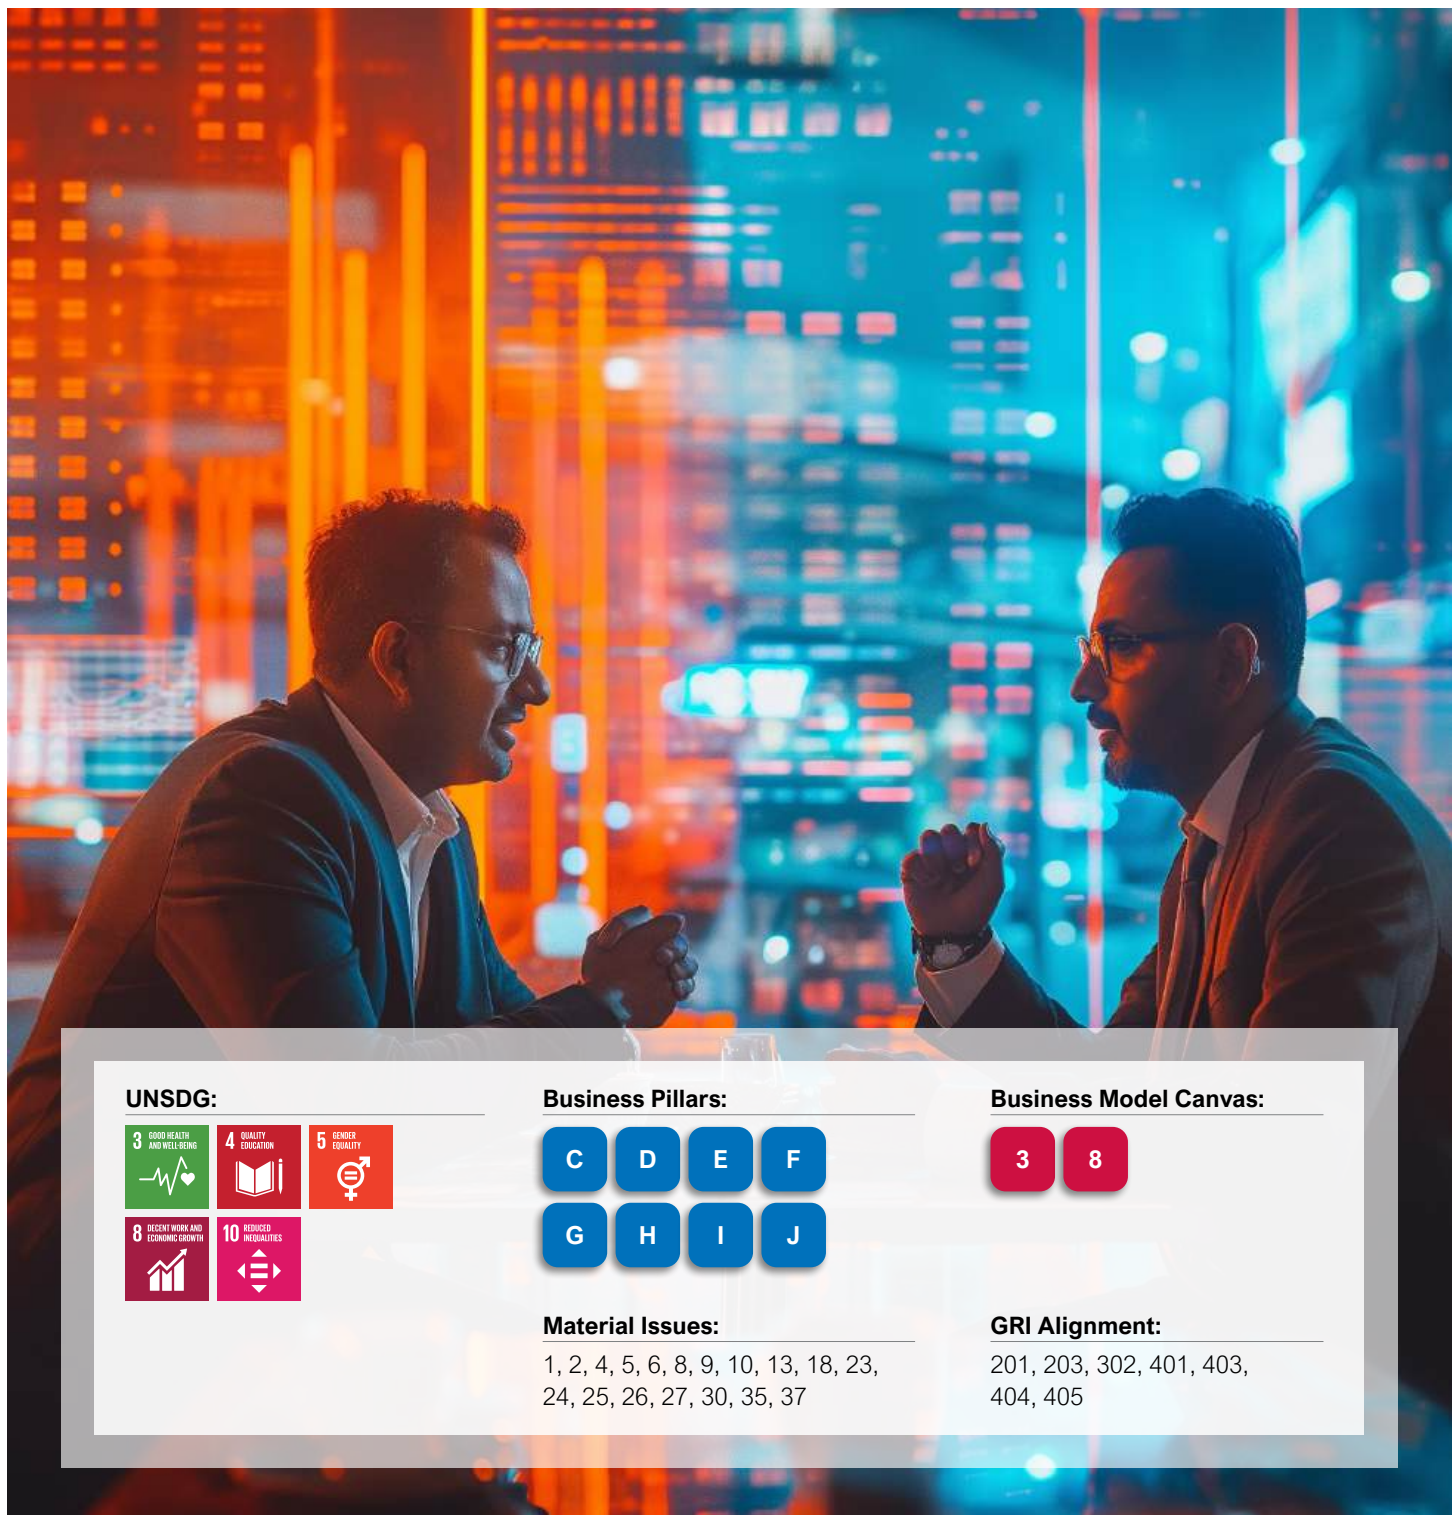 UNSDG:
3 GOOD HEALTH
AND WELL-BEING
4 QUALITY
EDUCATION
5 GENDER
EQUALITY
8 DECENT WORK AND
ECONOMIC GROWTH
10 REDUCED
INEQUALITIES
Business Pillars:
C D E F
G H I J
Business Model Canvas:
3 8
Material Issues:
1, 2, 4, 5, 6, 8, 9, 10, 13, 18, 23,
24, 25, 26, 27, 30, 35, 37
GRI Alignment:
201, 203, 302, 401, 403,
404, 405